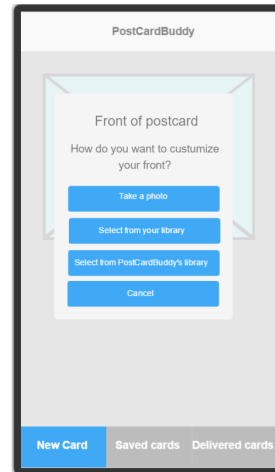 PostCardBuddy
Front of postcard
How do you want to custumize
your front?
Take a photo
Select from your library
Select from PostCardBuddy's library
Cancel
New Card
Saved cards
Delivered cards